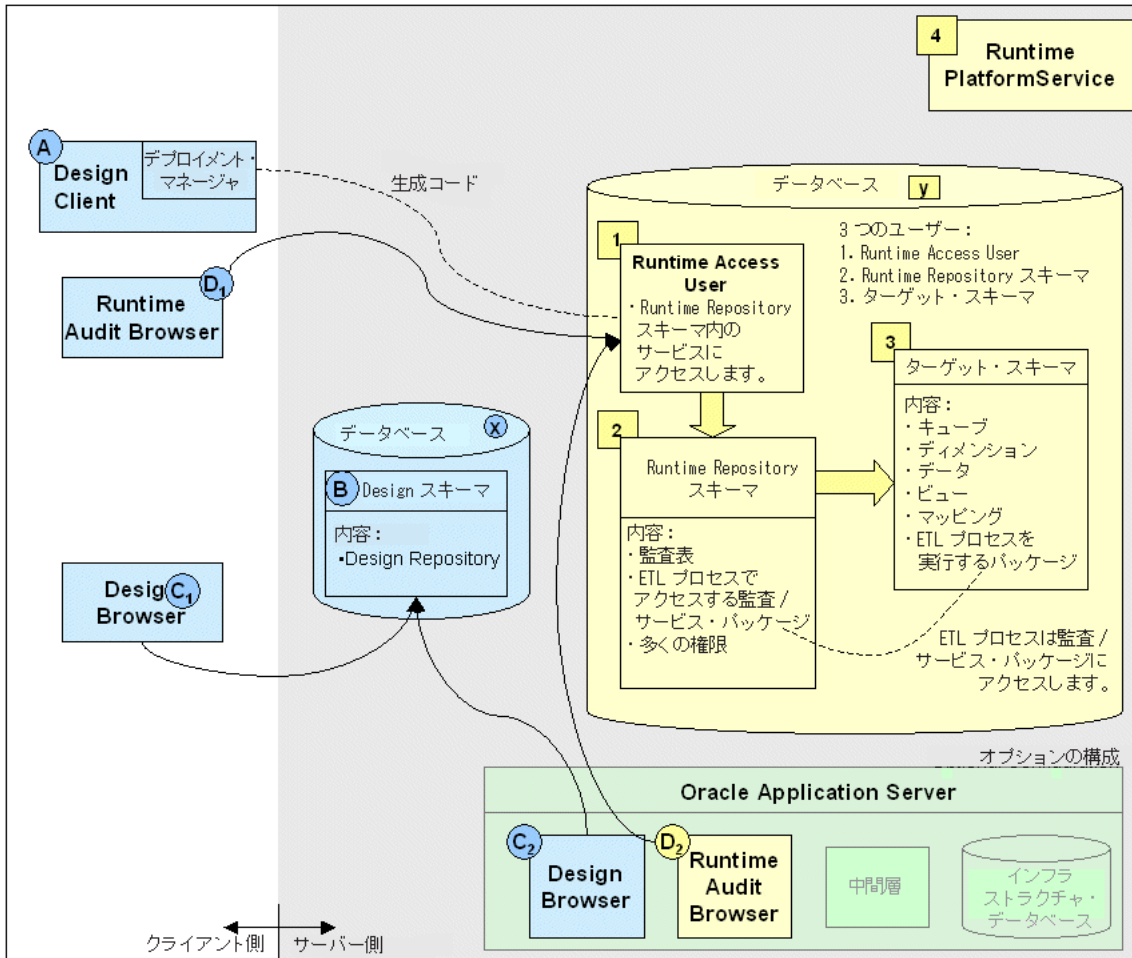 4
Runtime
PlatformService
A
Design
Client
デプロイメント・
マネージャ
生成コード
データベース
y
3 つのユーザー：
1. Runtime Access User
2. Runtime Repository スキーマ
3. ターゲット・スキーマ
1
Runtime Access
User
・Runtime Repository
スキーマ内の
サービスに
アクセスします。
D1
Runtime
Audit Browser
3
ターゲット・スキーマ
内容：
・キューブ
・ディメンション
・データ
・ビュー
・マッピング
・ETL プロセスを
実行するパッケージ
2
Runtime Repository
スキーマ
内容：
・監査表
・ETL プロセスで
アクセスする監査/
サービス・パッケージ
・多くの権限
データベース
X
B
Design スキーマ
内容：
▪Design Repository
C1
Design
Browser
ETL プロセスは監査/
サービス・パッケージに
アクセスします。
オプションの構成
Oracle Application Server
C2
Design
Browser
D2
Runtime
Audit
Browser
中間層
インフラ
ストラクチャ・
データベース
クライアント側
サーバー側